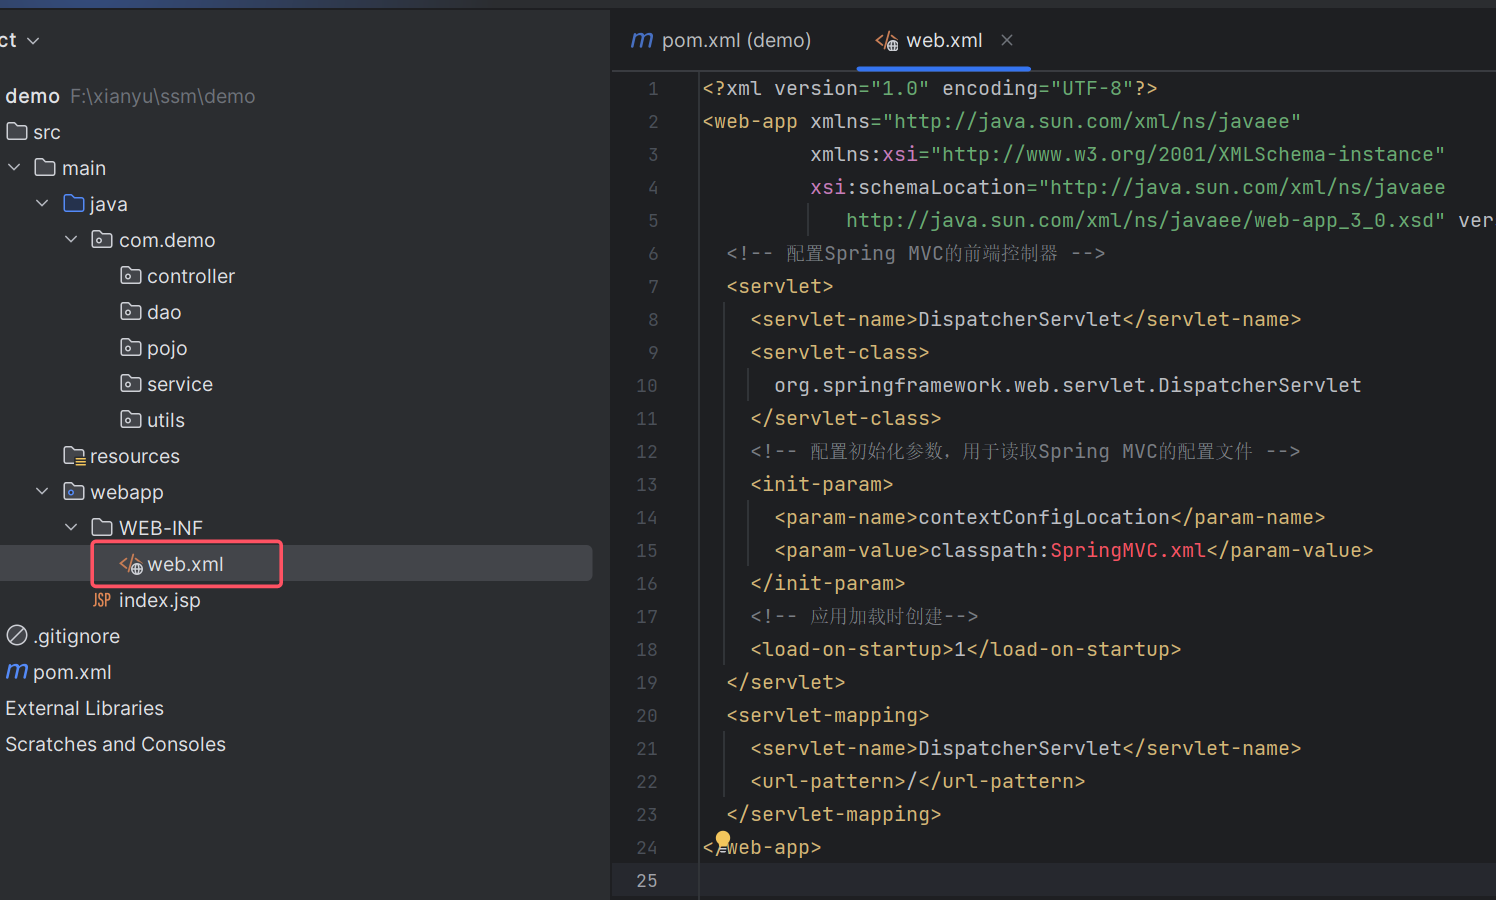 ct
demo F:\xianyu\ssm\demo
src
main
java
com.demo
controller
dao
pojo
service
utils
resources
webapp
WEB-INF
web.xml
JSP index.jsp
.gitignore
m pom.xml
External Libraries
Scratches and Consoles
m pom.xml (demo) web.xml
1 <?xml version="1.0" encoding="UTF-8"?>
2 <web-app xmlns="http://java.sun.com/xml/ns/javaee"
3 xmlns:xsi="http://www.w3.org/2001/XMLSchema-instance"
4 xsi:schemaLocation="http://java.sun.com/xml/ns/javaee
5 http://java.sun.com/xml/ns/javaee/web-app_3_0.xsd" ver
6 <!-- 配置Spring MVC的前端控制器 -->
7 <servlet>
8 <servlet-name>DispatcherServlet</servlet-name>
9 <servlet-class>
10 org.springframework.web.servlet.DispatcherServlet
11 </servlet-class>
12 <!-- 配置初始化参数，用于读取Spring MVC的配置文件 -->
13 <init-param>
14 <param-name>contextConfigLocation</param-name>
15 <param-value>classpath:SpringMVC.xml</param-value>
16 </init-param>
17 <!-- 应用加载时创建-->
18 <load-on-startup>1</load-on-startup>
19 </servlet>
20 <servlet-mapping>
21 <servlet-name>DispatcherServlet</servlet-name>
22 <url-pattern>/</url-pattern>
23 </servlet-mapping>
24 </web-app>
25